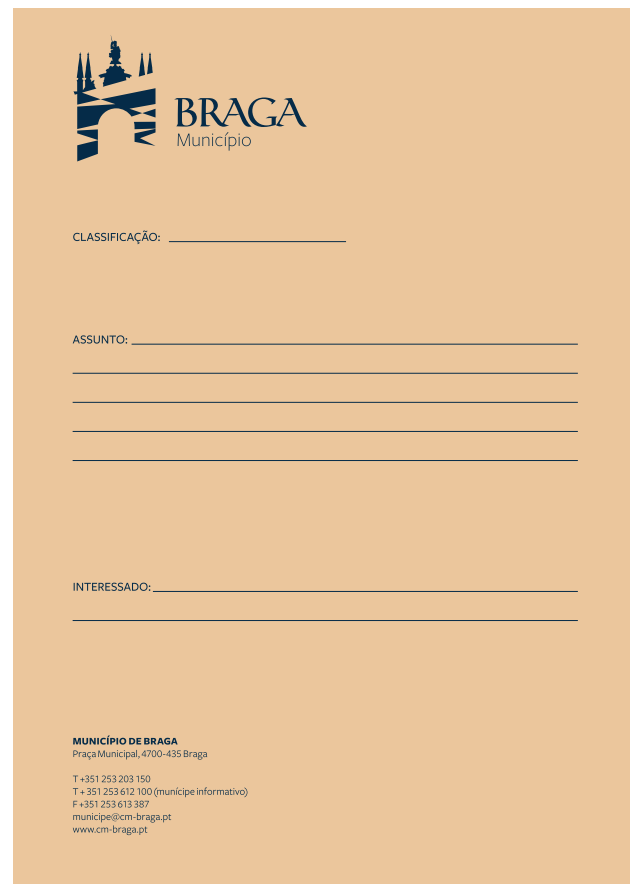 BRAGA
Município
CLASSIFICAÇÃO:
ASSUNTO:
INTERESSADO:
MUNICÍPIO DE BRAGA
Praça Municipal, 4700-435 Braga
T +351 253 203 150
T + 351 253 612 100 (munícipe informativo)
F +351 253 613 387
municipe@cm-braga.pt
www.cm-braga.pt